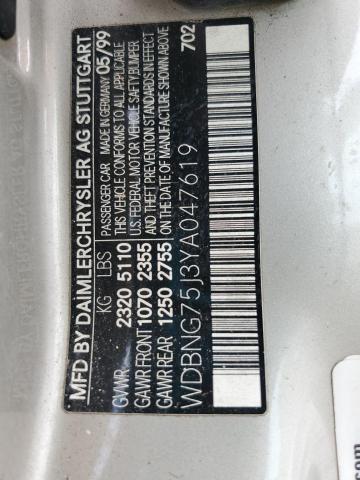 MFD BY DAIMLERCHRYSLER AG STUTTGART
KG LBS
GVWR 2320 5110
GAWR FRONT 1070 2355
GAWR REAR 1250 2755
PASSENGER CAR MADE IN GERMANY 05/99
THIS VEHICLE CONFORMS TO ALL APPLICABLE
U.S. FEDERAL MOTOR VEHICLE SAFTY, BUMPER
AND THEFT PREVENTION STANDARDS IN EFFECT
ON THE DATE OF MANUFACTURE SHOWN ABOVE
702
WDBNG75J3YA047619
.com